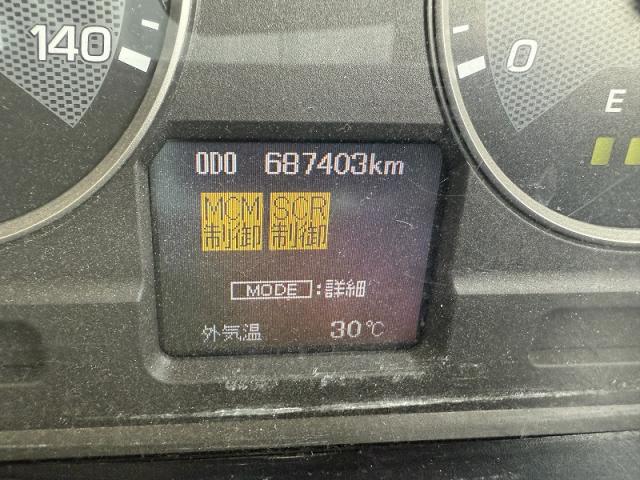 140
0
E
ODO 687403km
MCM SCR
制御 制御
MODE:詳細
外気温 30℃